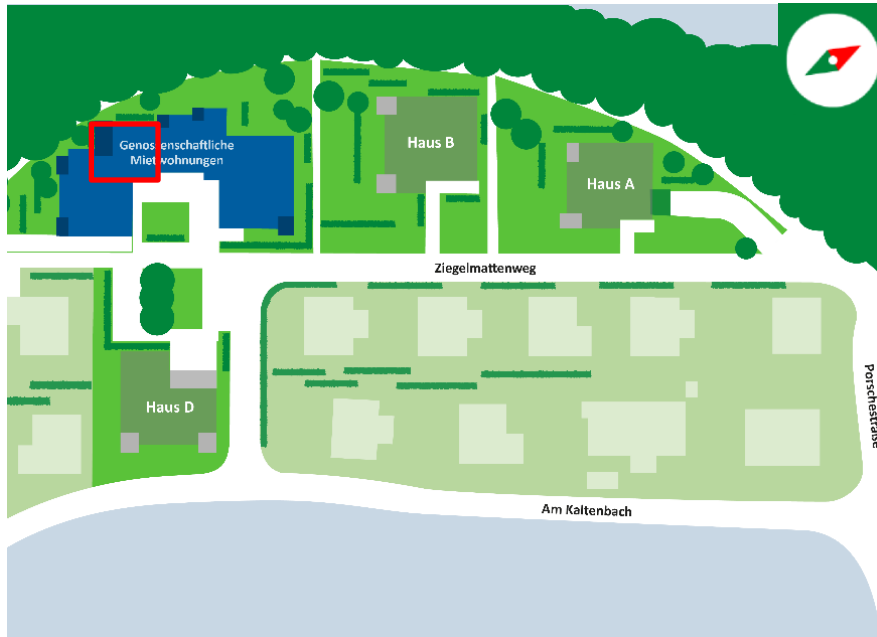 Genossenschaftliche
Mietwohnungen
Haus B
Haus A
Ziegelmattenweg
Haus D
Porschestraße
Am Kaltenbach